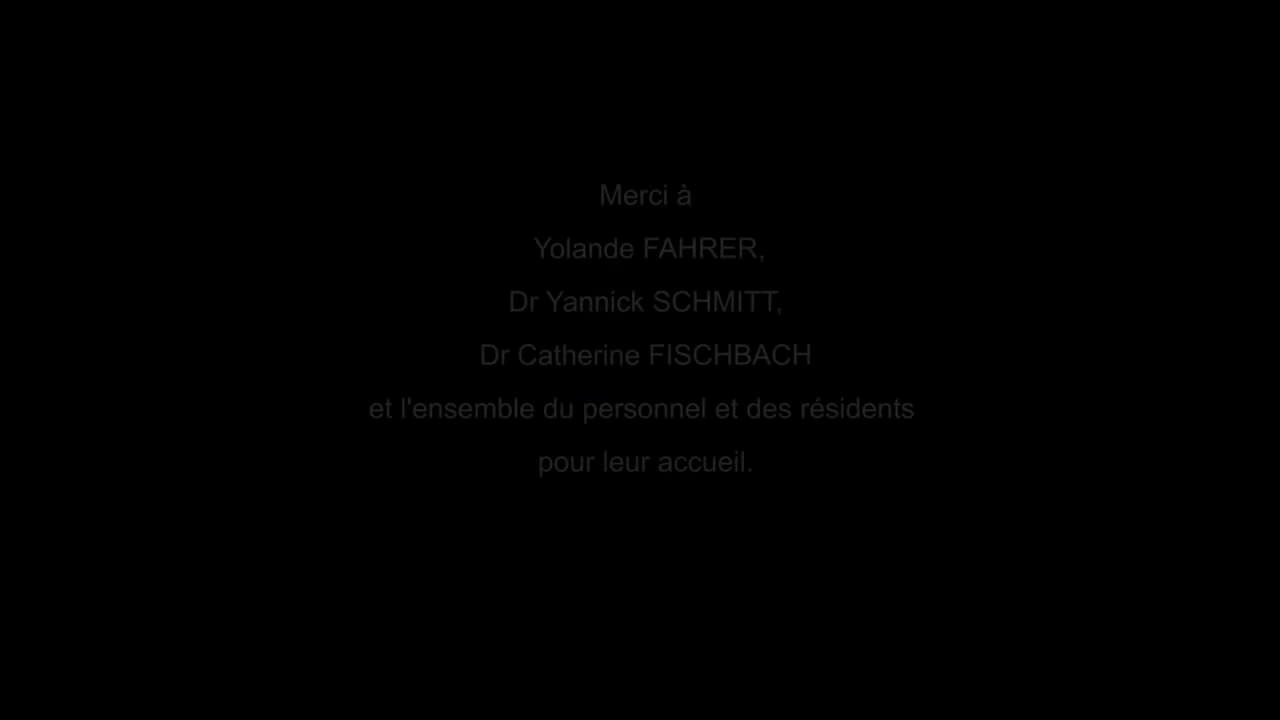 Merci à
Yolande FAHRER,
Dr Yannick SCHMITT,
Dr Catherine FISCHBACH
et l'ensemble du personnel et des résidents
pour leur accueil.